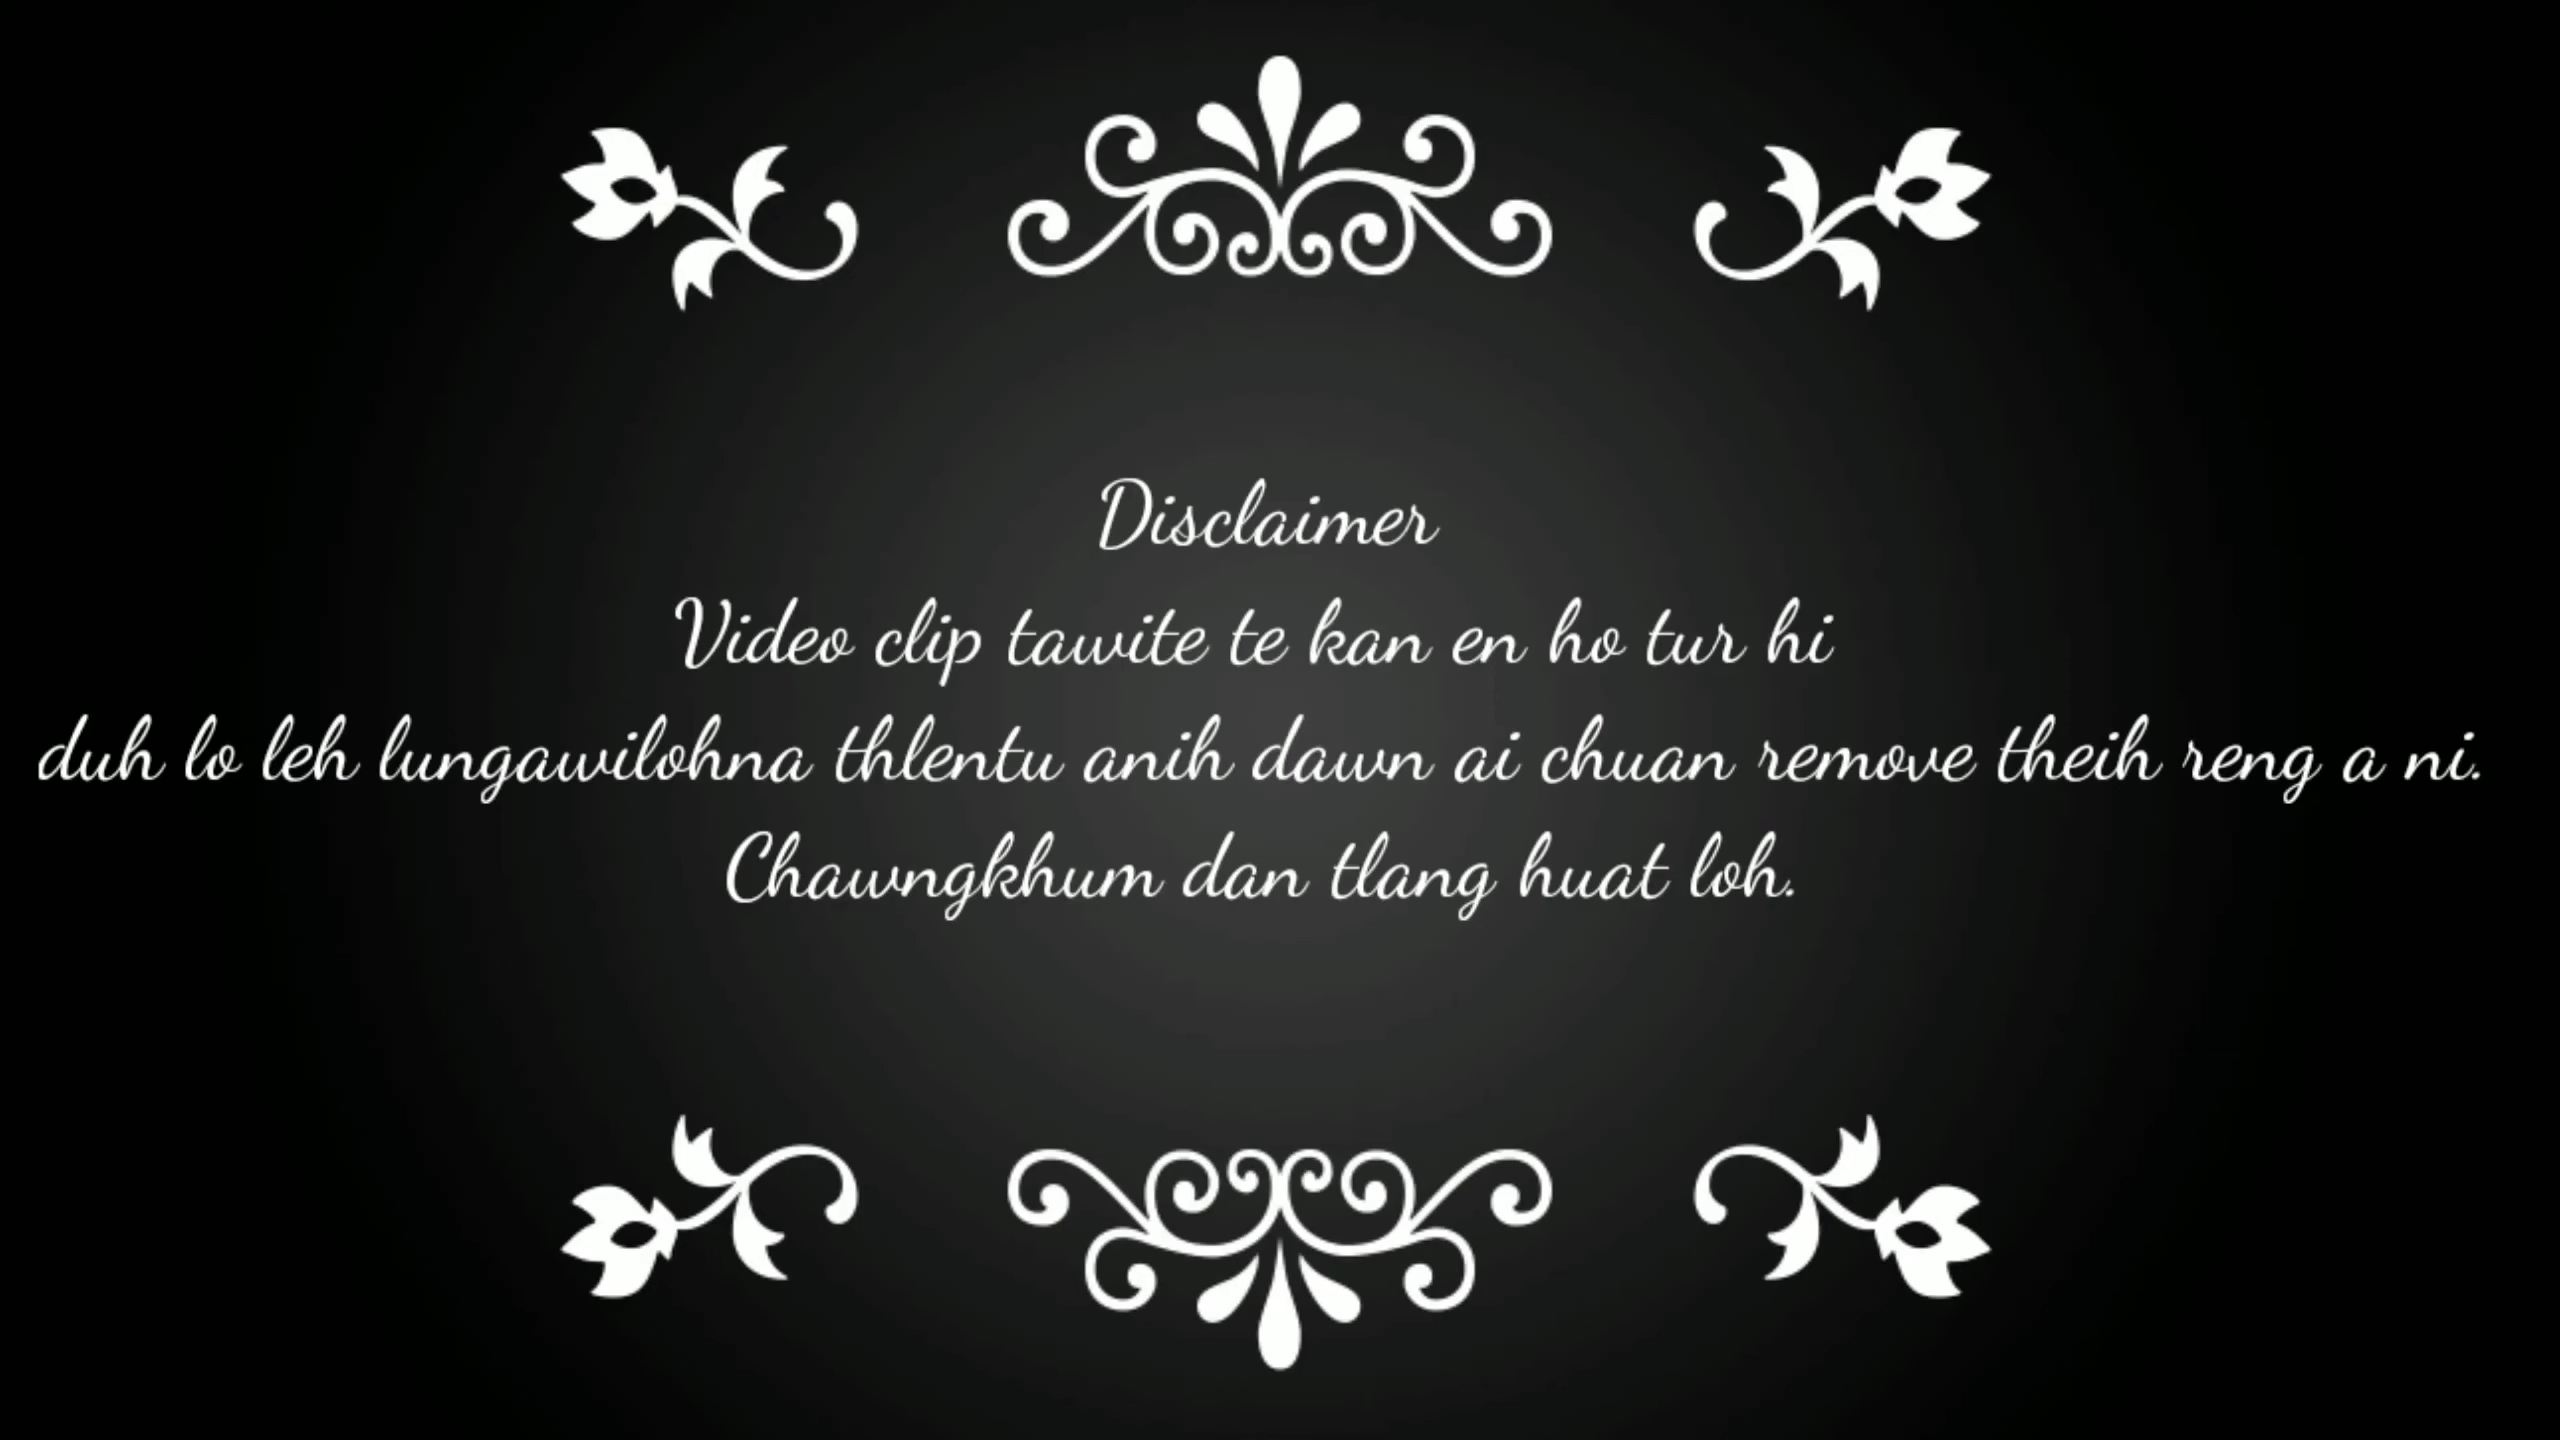 Disclaimer
Video clip tawite te kan en ho tur hi
duh lo leh lungawilohna thlentu anih dawn ai chuan remove theih reng a ni.
Chawngkhum dan tlang huat loh.